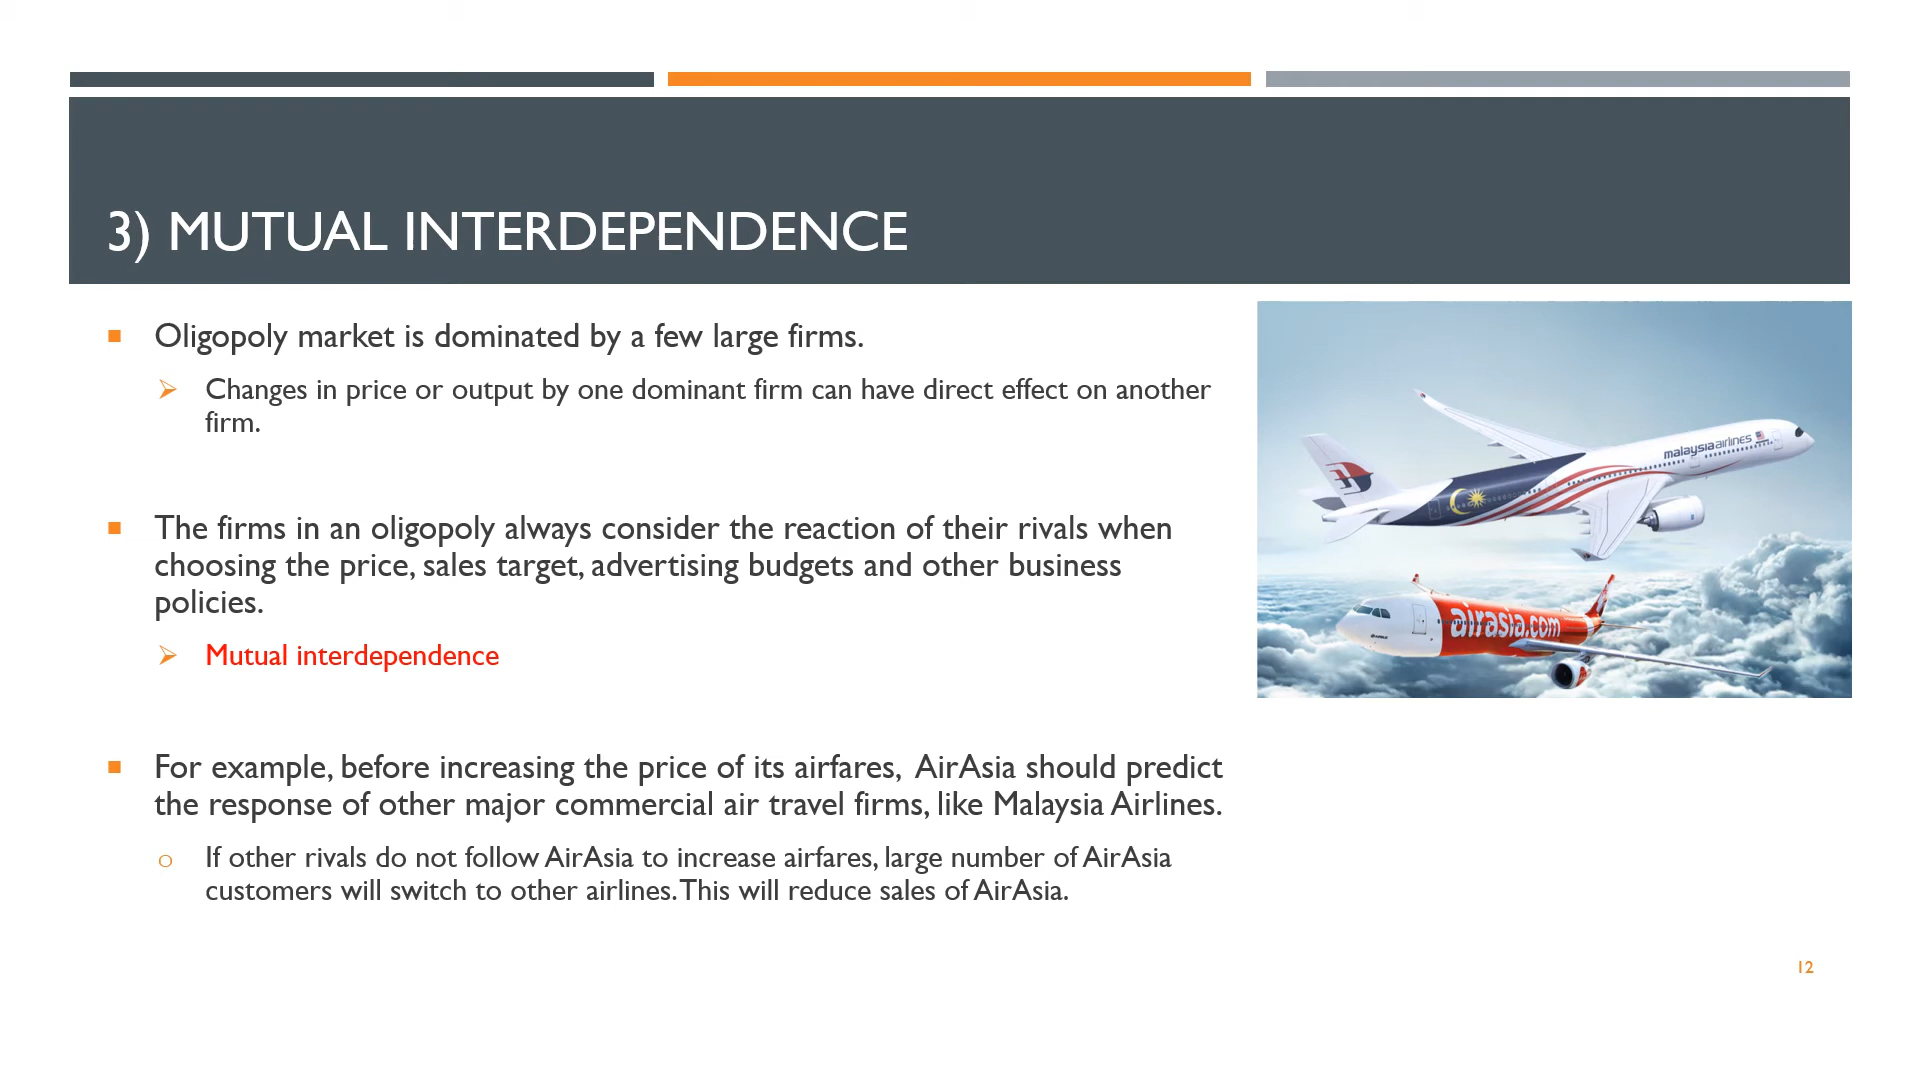 3) MUTUAL INTERDEPENDENCE
Oligopoly market is dominated by a few large firms.
Changes in price or output by one dominant firm can have direct effect on another
firm.
The firms in an oligopoly always consider the reaction of their rivals when
choosing the price, sales target, advertising budgets and other business
policies.
Mutual interdependence
For example, before increasing the price of its airfares, AirAsia should predict
the response of other major commercial air travel firms, like Malaysia Airlines.
If other rivals do not follow AirAsia to increase airfares, large number of AirAsia
customers will switch to other airlines. This will reduce sales of AirAsia.
malaysia airlines
airasia.com
12